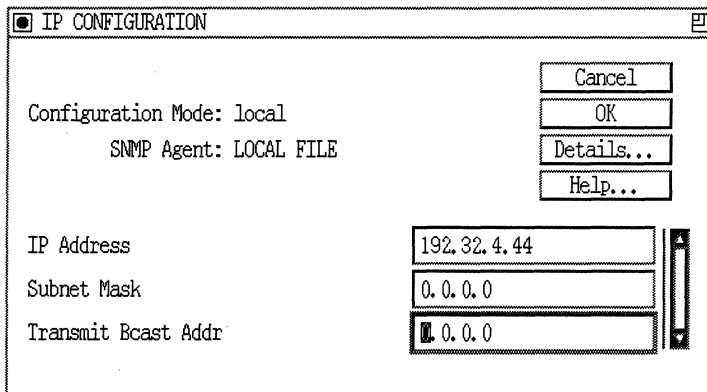 IP CONFIGURATION
Cancel
Configuration Mode: local
OK
SNMP Agent: LOCAL FILE
Details...
Help...
IP Address
192.32.4.44
Subnet Mask
0.0.0.0
Transmit Bcast Addr
0.0.0.0